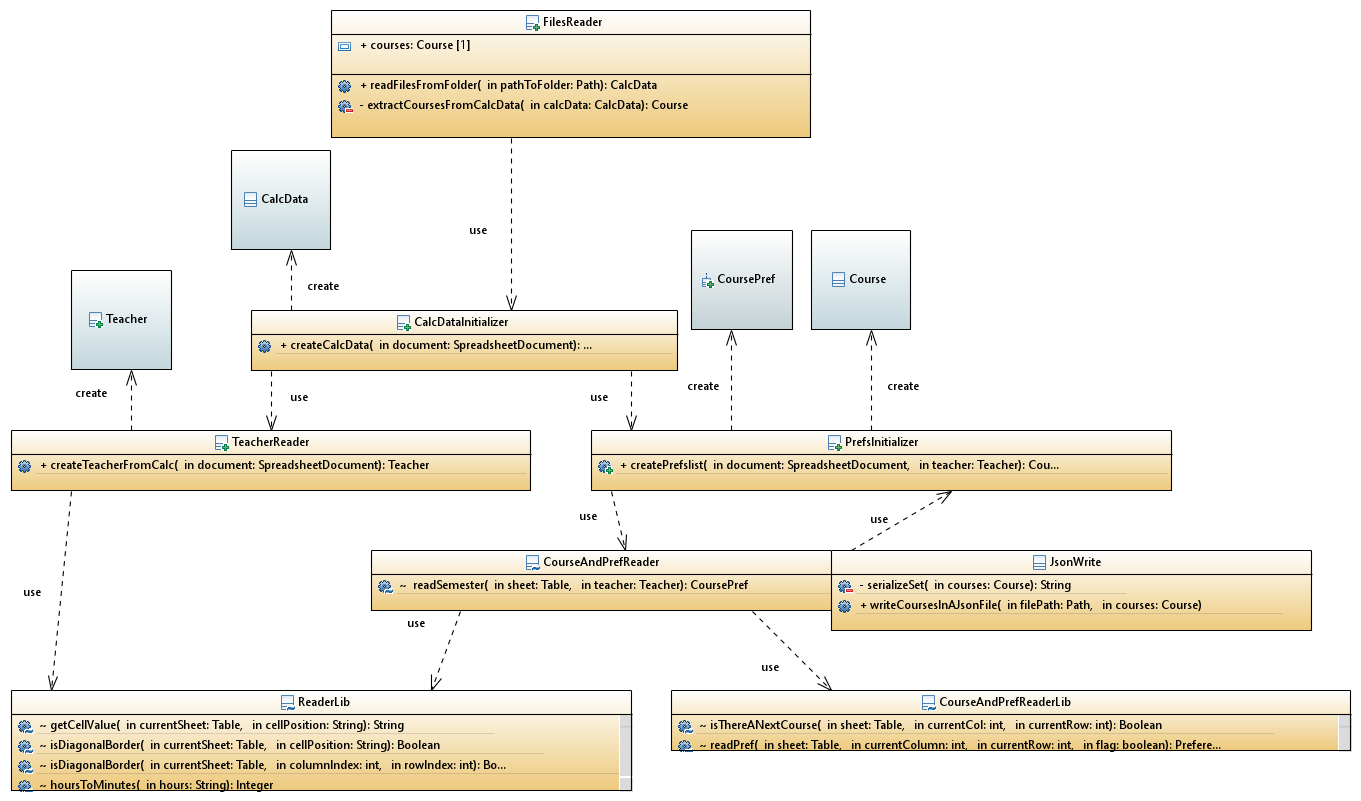 FilesReader
+ courses: Course [1]
+ readFilesFromFolder( in pathToFolder: Path): CalcData
- extractCoursesFromCalcData( in calcData: CalcData): Course
CalcData
use
CoursePref
Course
create
Teacher
CalcDataInitializer
+ createCalcData( in document: SpreadsheetDocument): ...
create
use
use
create
create
TeacherReader
+ createTeacherFromCalc( in document: SpreadsheetDocument): Teacher
PrefsInitializer
+ createPrefslist( in document: SpreadsheetDocument, in teacher: Teacher): Cou...
use
use
CourseAndPrefReader
~ readSemester( in sheet: Table, in teacher: Teacher): CoursePref
JsonWrite
- serializeSet( in courses: Course): String
+ writeCoursesInAJsonFile( in filePath: Path, in courses: Course)
use
use
use
ReaderLib
~ getCellValue( in currentSheet: Table, in cellPosition: String): String
~ isDiagonalBorder( in currentSheet: Table, in cellPosition: String): Boolean
~ isDiagonalBorder( in currentSheet: Table, in columnIndex: int, in rowIndex: int): Bo...
~ hoursToMinutes( in hours: String): Integer
CourseAndPrefReaderLib
~ isThereANextCourse( in sheet: Table, in currentCol: int, in currentRow: int): Boolean
~ readPref( in sheet: Table, in currentColumn: int, in currentRow: int, in flag: boolean): Prefere...